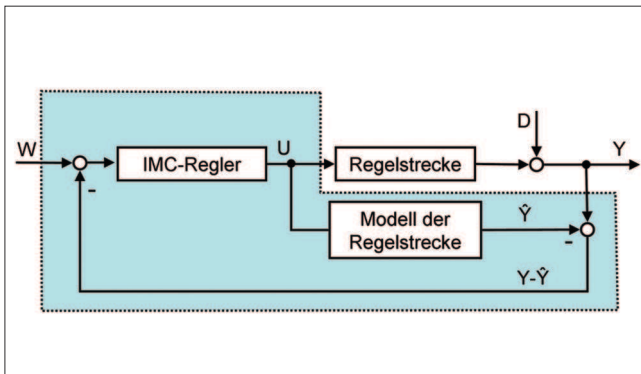 D
W
U
Y
IMC-Regler
Regelstrecke
-
Modell der
Regelstrecke
Ŷ
-
Y-Ŷ